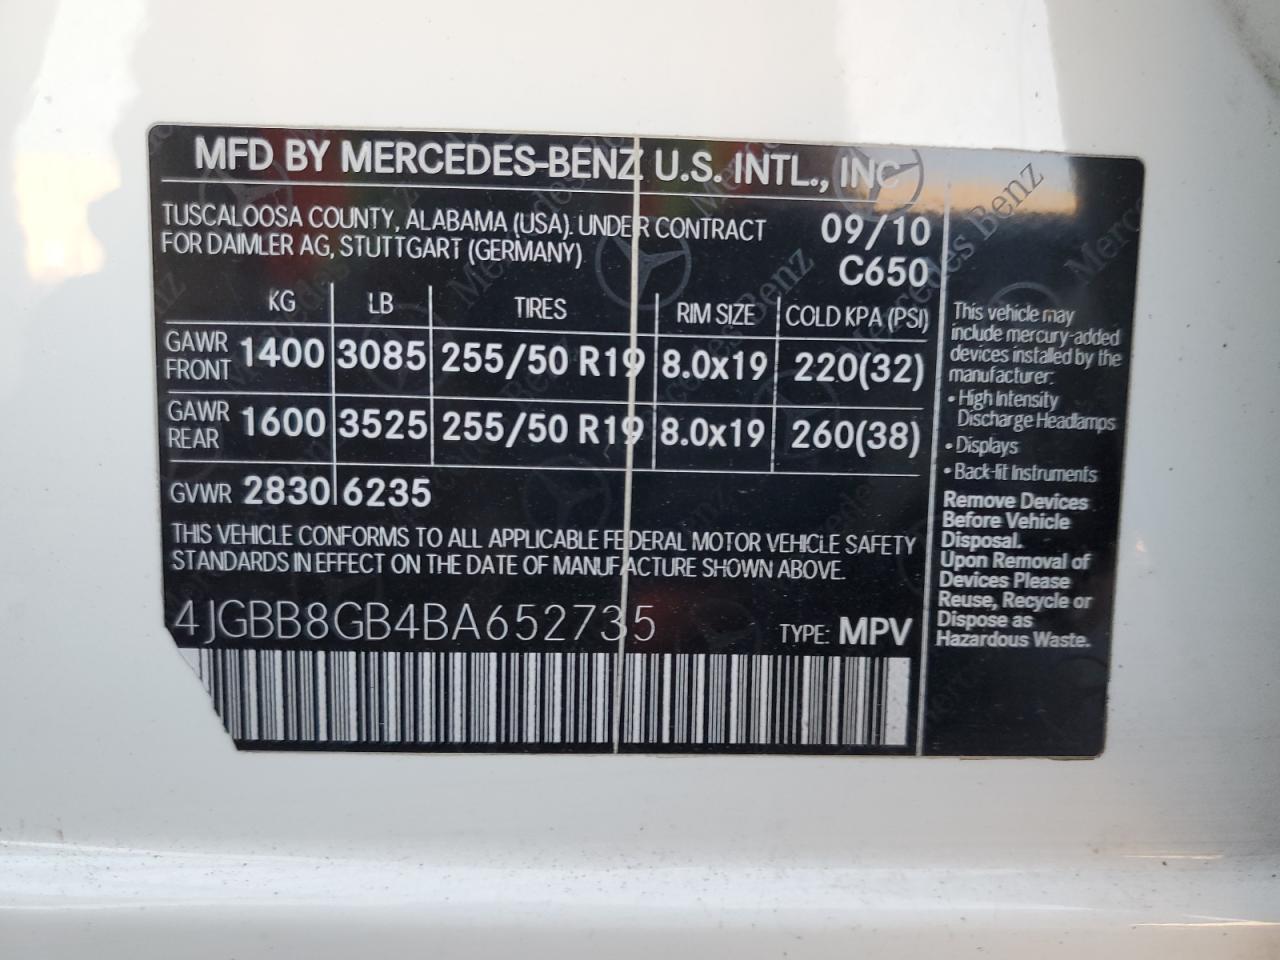 MFD BY MERCEDES-BENZ U.S. INTL., INC
TUSCALOOSA COUNTY, ALABAMA (USA). UNDER CONTRACT
FOR DAIMLER AG, STUTTGART (GERMANY)
09/10
C650
KG LB TIRES RIM SIZE COLD KPA (PSI)
GAWR FRONT 1400 3085 255/50 R19 8.0x19 220(32)
GAWR REAR 1600 3525 255/50 R19 8.0x19 260(38)
GVWR 2830 6235
THIS VEHICLE CONFORMS TO ALL APPLICABLE FEDERAL MOTOR VEHICLE SAFETY
STANDARDS IN EFFECT ON THE DATE OF MANUFACTURE SHOWN ABOVE.
4JGBB8GB4BA652735
TYPE: MPV
This vehicle may
include mercury-added
devices installed by the
manufacturer:
• High Intensity
Discharge Headlamps
• Displays
• Back-lit Instruments
Remove Devices
Before Vehicle
Disposal.
Upon Removal of
Devices Please
Reuse, Recycle or
Dispose as
Hazardous Waste.
Mercedes Benz